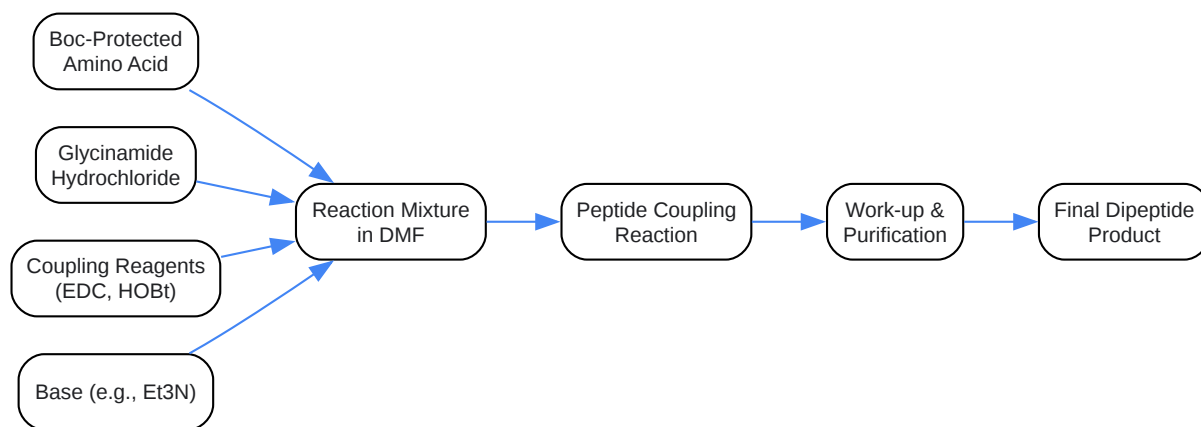 Boc-Protected
Amino Acid
Glycinamide
Hydrochloride
Coupling Reagents
(EDC, HOBt)
Base (e.g., Et3N)
Reaction Mixture
in DMF
Peptide Coupling
Reaction
Work-up &
Purification
Final Dipeptide
Product